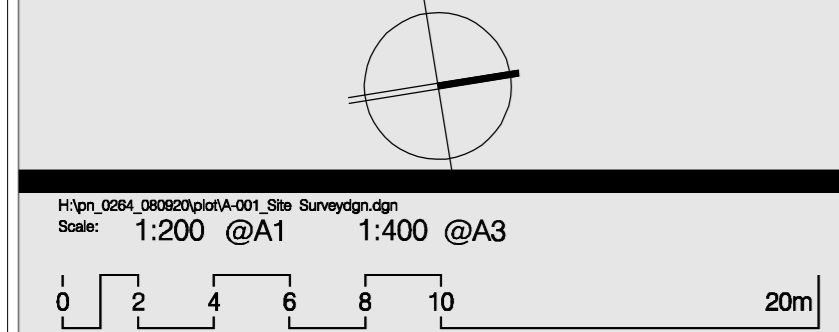 H:\pn_0264_080920\plot\A-001_Site Surveydgn.dgn
Scale: 1:200 @A1 1:400 @A3
0 2 4 6 8 10 20m